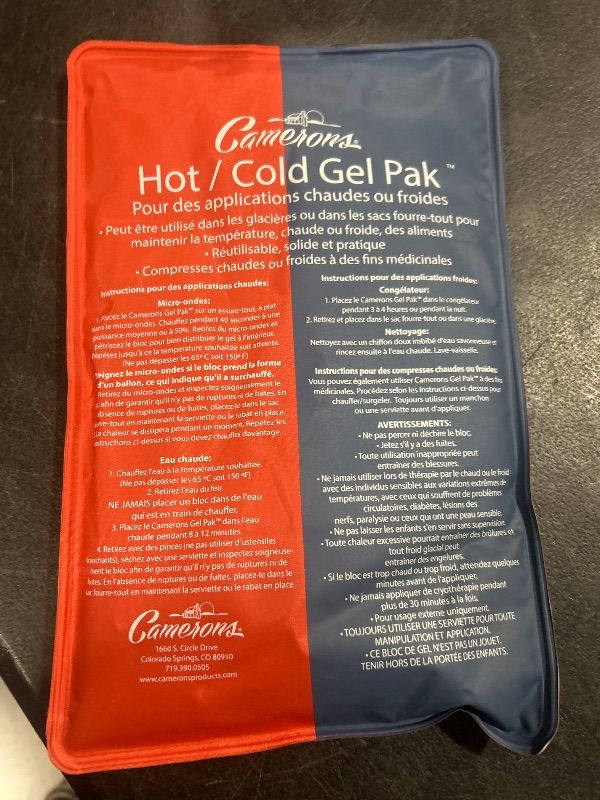 Camerons®
Hot / Cold Gel Pak™
Pour des applications chaudes ou froides
• Peut être utilisé dans les glacières ou dans les sacs fourre-tout pour
maintenir la température, chaude ou froide, des aliments
• Réutilisable, solide et pratique
• Compresses chaudes ou froides à des fins médicinales
Instructions pour des applications chaudes:
Micro-ondes:
1. Placez le Camerons Gel Pak™ sur un essuie-tout, à plat
dans le micro-ondes. Chauffez pendant 40 secondes à une
puissance moyenne ou à 50%. Retirez du micro-ondes et
pétrissez le bloc pour bien distribuer le gel à l'intérieur.
Répétez jusqu'à ce la température souhaitée soit atteinte.
(Ne pas dépasser les 65º C soit 150º F)
Éteignez le micro-ondes si le bloc prend la forme
d'un ballon, ce qui indique qu'il a surchauffé.
Retirez du micro-ondes et inspectez soigneusement le
afin de garantir qu'il n'y pas de ruptures ni de fuites. En
absence de ruptures ou de fuites, placez-le dans le sac
fourre-tout en maintenant la serviette ou le rabat en place.
La chaleur se dissipera pendant un moment. Répétez les
instructions ci dessus si vous devez chauffer davantage.
Eau chaude:
1. Chauffez l'eau à la température souhaitée.
(Ne pas dépasser les 65 ºC soit 150 ºF)
2. Retirez l'eau du feu.
NE JAMAIS placer un bloc dans de l'eau
qui est en train de chauffer.
3. Placez le Camerons Gel Pak™ dans l'eau
chaude pendant 8 à 12 minutes.
4. Retirez avec des pinces (ne pas utiliser d'ustensiles
tranchants), séchez avec une serviette et inspectez soigneuse-
ment le bloc afin de garantir qu'il n'y pas de ruptures ni de
fuites. En l'absence de ruptures ou de fuites, placez-le dans le
sac fourre-tout en maintenant la serviette ou le rabat en place.
Camerons®
1660 S. Circle Drive
Colorado Springs, CO 80910
719.390.0505
www.cameronsproducts.com
Instructions pour des applications froides:
Congélateur:
1. Placez le Camerons Gel Pak™ dans le congélateur
pendant 3 à 4 heures ou pendant la nuit.
2. Retirez et placez dans le sac fourre-tout ou dans une glacière.
Nettoyage:
Nettoyez avec un chiffon doux imbibé d'eau savonneuse et
rincez ensuite à l'eau chaude. Lave-vaisselle.
Instructions pour des compresses chaudes ou froides:
Vous pouvez également utiliser Camerons Gel Pak™ à des fins
médicinales. Procédez selon les instructions ci-dessus pour
chauffer/surgeler. Toujours utiliser un manchon
ou une serviette avant d'appliquer.
AVERTISSEMENTS:
• Ne pas percer ni déchire le bloc.
• Jetez s'il y a des fuites.
• Toute utilisation inappropriée peut
entraîner des blessures.
• Ne jamais utiliser lors de thérapie par le chaud ou le froid
avec des individus sensibles aux variations extrêmes de
températures, avec ceux qui souffrent de problèmes
circulatoires, diabètes, lésions des
nerfs, paralysie ou ceux qui ont une peau sensible.
• Ne pas laisser les enfants s'en servir sans supervision.
• Toute chaleur excessive pourrait entraîner des brûlures et
tout froid glacial peut
entraîner des engelures.
• Si le bloc est trop chaud ou trop froid, attendez quelques
minutes avant de l'appliquer.
• Ne jamais appliquer de cryothérapie pendant
plus de 30 minutes à la fois.
• Pour usage externe uniquement.
• TOUJOURS UTILISER UNE SERVIETTE POUR TOUTE
MANIPULATION ET APPLICATION.
• CE BLOC DE GEL N'EST PAS UN JOUET.
TENIR HORS DE LA PORTÉE DES ENFANTS.